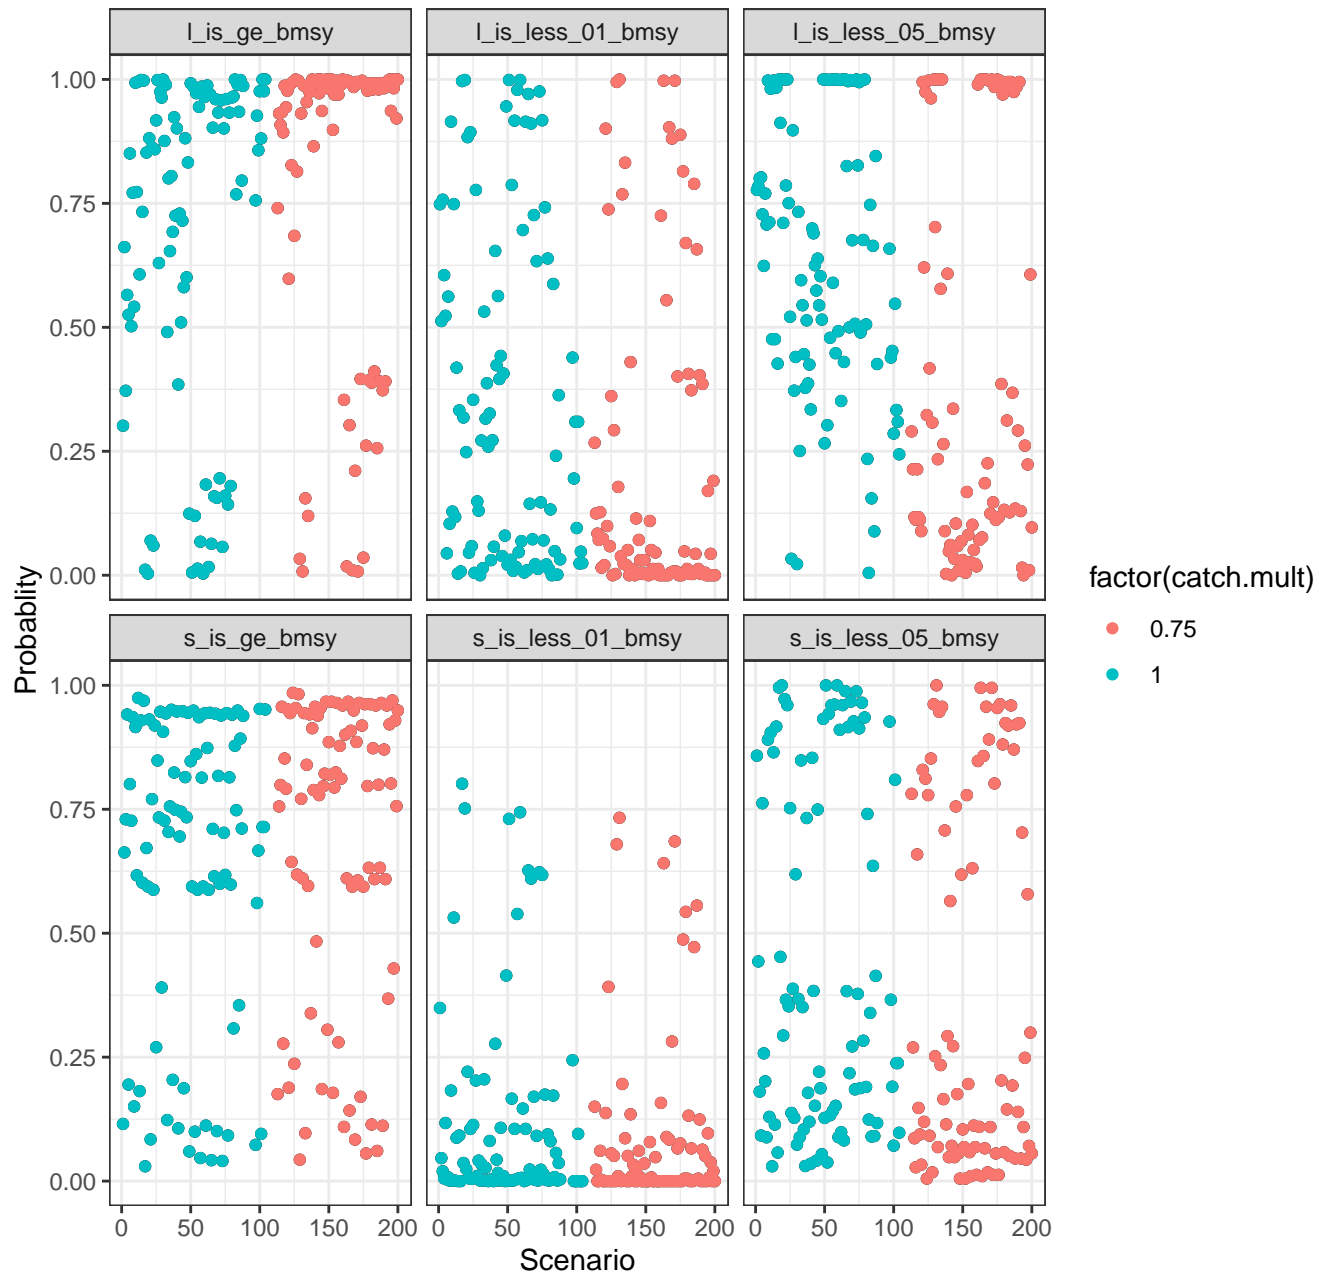 l_is_ge_bmsy l_is_less_01_bmsy l_is_less_05_bmsy
1.00
0.75
0.50
0.25
0.00
s_is_ge_bmsy s_is_less_01_bmsy s_is_less_05_bmsy
1.00
0.75
0.50
0.25
0.00
0 50 100 150 200 0 50 100 150 200 0 50 100 150 200
Scenario
Probablity
factor(catch.mult)
0.75
1